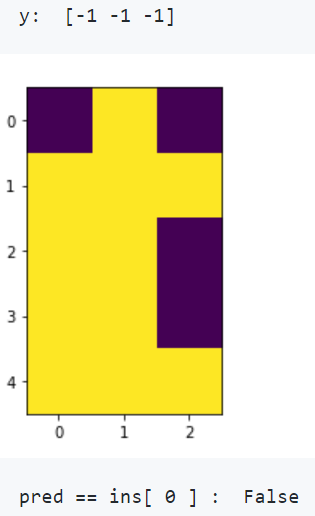 y:  [-1 -1 -1]
0
1
2
3
4
0 1 2
pred == ins[ 0 ] :  False